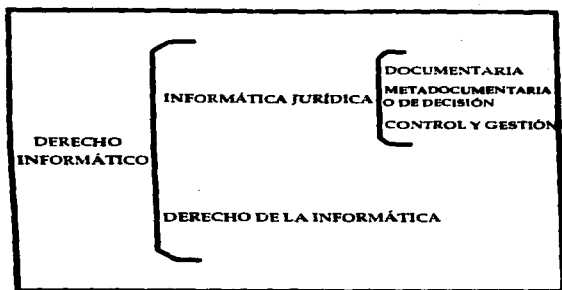 DERECHO
INFORMÁTICO
INFORMÁTICA JURÍDICA
DOCUMENTARIA
METADOCUMENTARIA
O DE DECISIÓN
CONTROL Y GESTIÓN
DERECHO DE LA INFORMÁTICA